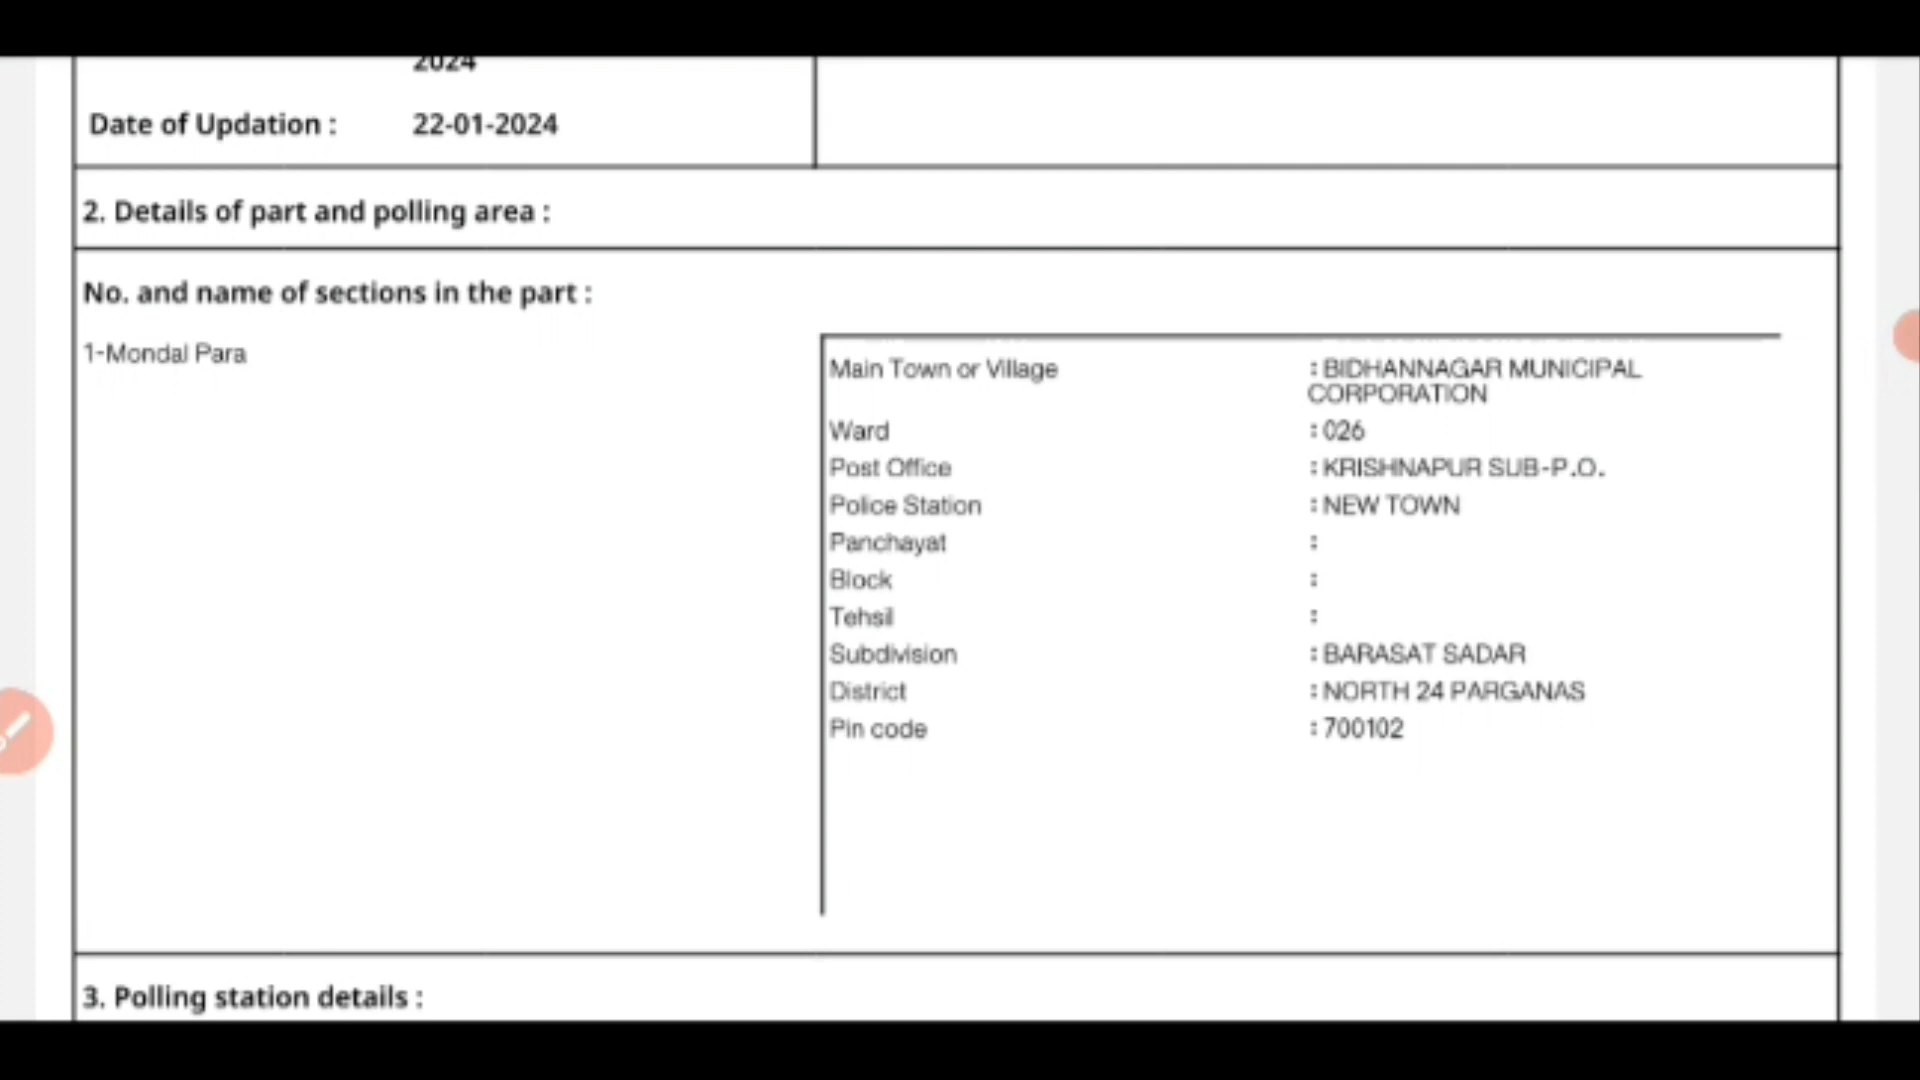 2024
Date of Updation : 22-01-2024
2. Details of part and polling area :
No. and name of sections in the part :
1-Mondal Para
Main Town or Village : BIDHANNAGAR MUNICIPAL
CORPORATION
Ward : 026
Post Office : KRISHNAPUR SUB-P.O.
Police Station : NEW TOWN
Panchayat :
Block :
Tehsil :
Subdivision : BARASAT SADAR
District : NORTH 24 PARGANAS
Pin code : 700102
3. Polling station details :